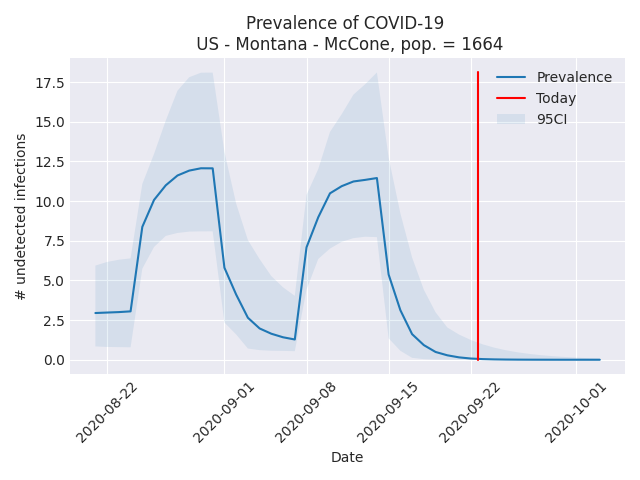 Prevalence of COVID-19
US - Montana - McCone, pop. = 1664
Prevalence
Today
95CI
17.5
15.0
12.5
10.0
7.5
5.0
2.5
0.0
# undetected infections
2020-08-22
2020-09-01
2020-09-08
2020-09-15
2020-09-22
2020-10-01
Date